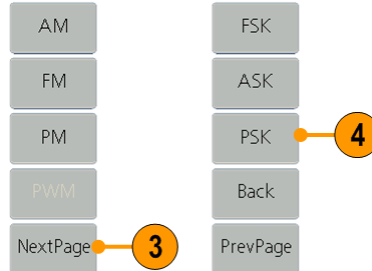 AM
FM
PM
PWM
NextPage
3
FSK
ASK
PSK
4
Back
PrevPage